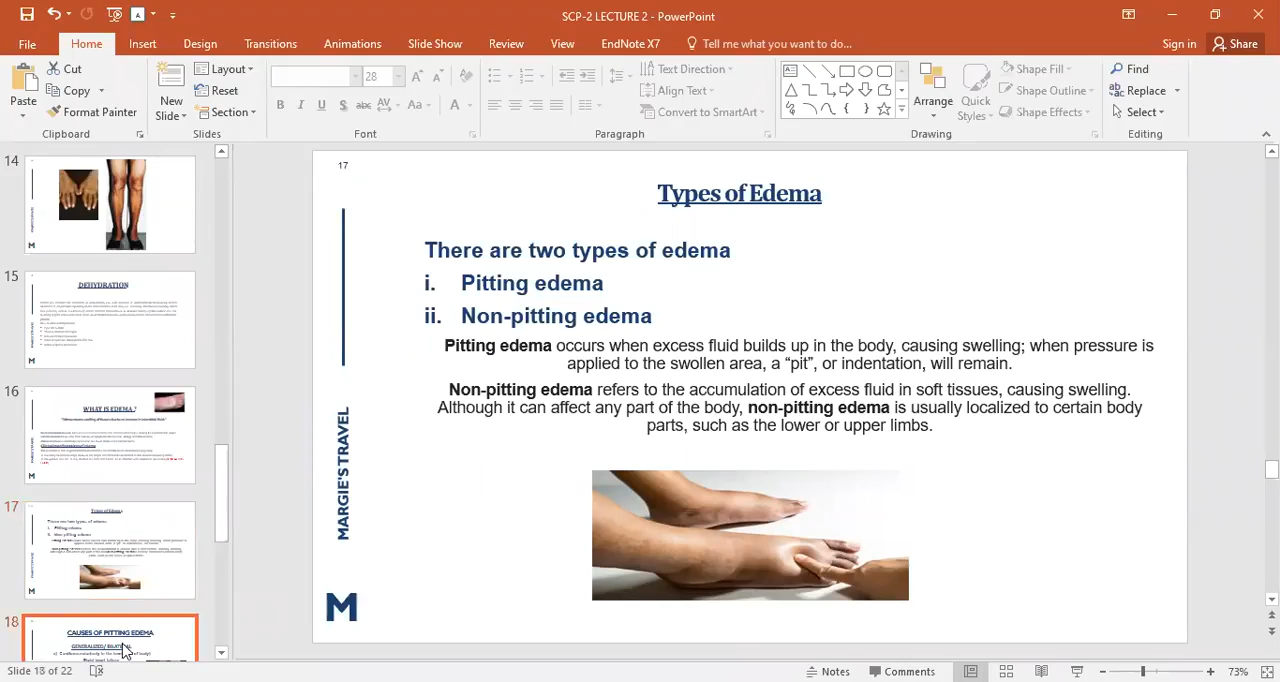 SCP-2 LECTURE 2 - PowerPoint
File Home Insert Design Transitions Animations Slide Show Review View EndNote X7 Tell me what you want to do... Sign in Share
Paste
Cut
Copy
Format Painter
Clipboard
New Slide
Layout
Reset
Section
Slides
28
Font
Text Direction
Align Text
Convert to SmartArt
Paragraph
Arrange
Quick Styles
Shape Fill
Shape Outline
Shape Effects
Drawing
Find
Replace
Select
Editing
14
M
15
DEHYDRATION
M
16
WHAT IS EDEMA ?
M
17
Types of Edema
There are two types of edema
M
18
CAUSES OF PITTING EDEMA
GENERALIZED/ BILATERAL
17
Types of Edema
There are two types of edema
i. Pitting edema
ii. Non-pitting edema
Pitting edema occurs when excess fluid builds up in the body, causing swelling; when pressure is
applied to the swollen area, a “pit”, or indentation, will remain.
Non-pitting edema refers to the accumulation of excess fluid in soft tissues, causing swelling.
Although it can affect any part of the body, non-pitting edema is usually localized to certain body
parts, such as the lower or upper limbs.
MARGIE'S TRAVEL
M
Slide 18 of 22
Notes
Comments
73%